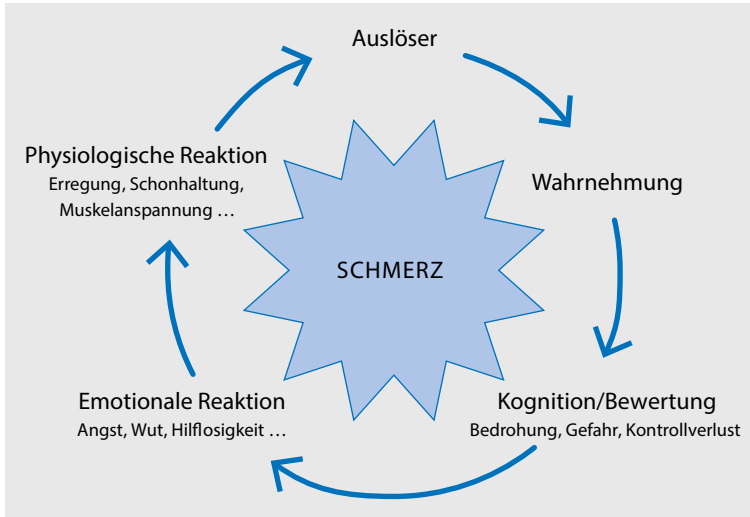 Auslöser
Wahrnehmung
Kognition/Bewertung
Bedrohung, Gefahr, Kontrollverlust
Emotionale Reaktion
Angst, Wut, Hilflosigkeit …
Physiologische Reaktion
Erregung, Schonhaltung,
Muskelanspannung …
SCHMERZ